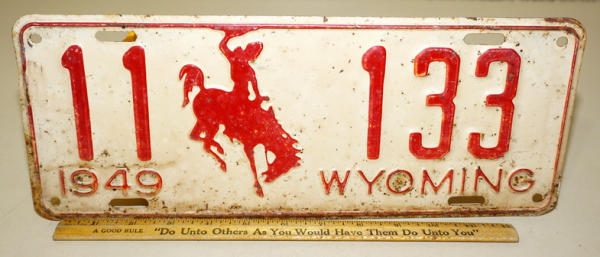 11 133
1949 WYOMING
A GOOD RULE "Do Unto Others As You Would Have Them Do Unto You"